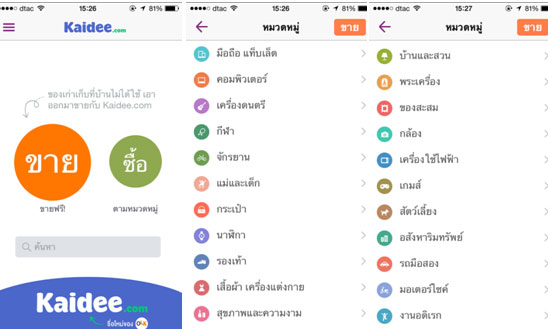 dtac 15:26 81%
Kaidee.com
ของเก่าเก็บที่บ้านไม่ได้ใช้ เอา
ออกมาขายกับ Kaidee.com
ขาย
ซื้อ
ขายฟรี!
ตามหมวดหมู่
ค้นหา
Kaidee.com
ชื่อใหม่ของ OLX
dtac 15:26 81%
หมวดหมู่
ขาย
มือถือ แท็บเล็ต
คอมพิวเตอร์
เครื่องดนตรี
กีฬา
จักรยาน
แม่และเด็ก
กระเป๋า
นาฬิกา
รองเท้า
เสื้อผ้า เครื่องแต่งกาย
สุขภาพและความงาม
dtac 15:27 81%
หมวดหมู่
ขาย
บ้านและสวน
พระเครื่อง
ของสะสม
กล้อง
เครื่องใช้ไฟฟ้า
เกมส์
สัตว์เลี้ยง
อสังหาริมทรัพย์
รถมือสอง
มอเตอร์ไซค์
งานอดิเรก